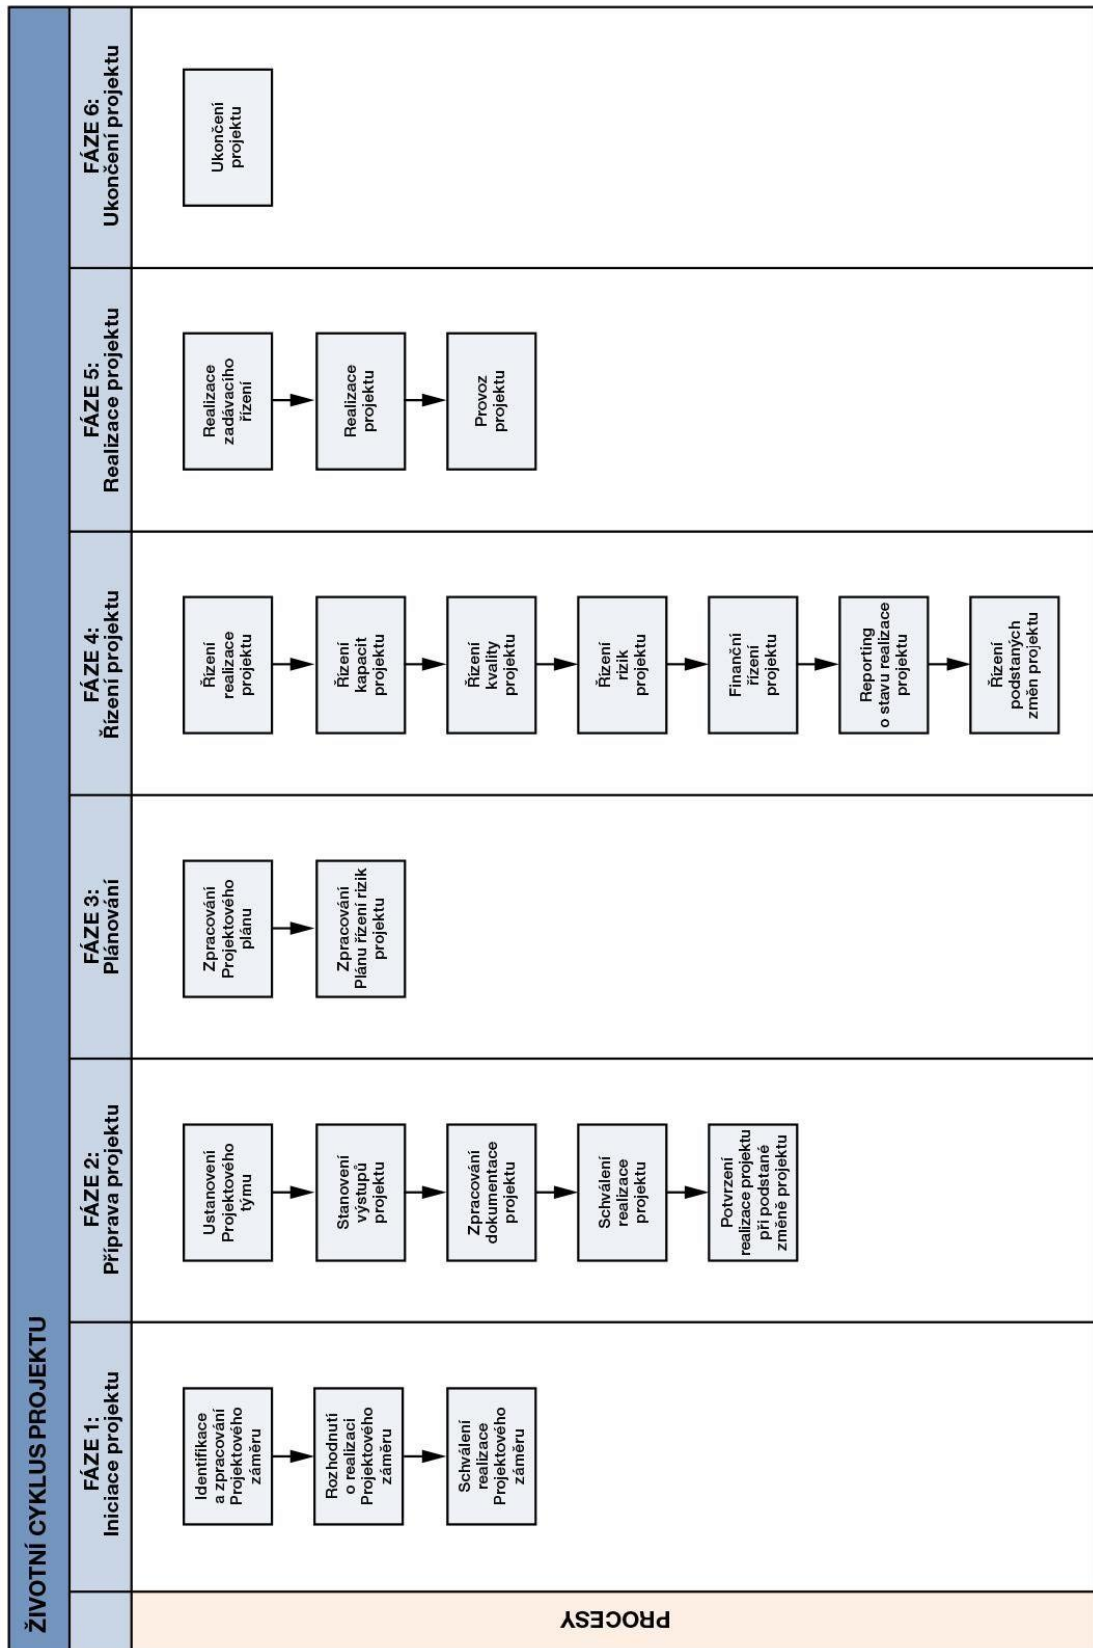 ŽIVOTNÍ CYKLUS PROJEKTU
FÁZE 1:
Iniciace projektu
FÁZE 2:
Příprava projektu
FÁZE 3:
Plánování
FÁZE 4:
Řízení projektu
FÁZE 5:
Realizace projektu
FÁZE 6:
Ukončení projektu
PROCESY
Identifikace
a zpracování
Projektového
záměru
Rozhodnutí
o realizaci
Projektového
záměru
Schválení
realizace
Projektového
záměru
Ustanovení
Projektového
týmu
Stanovení
výstupů
projektu
Zpracování
dokumentace
projektu
Schválení
realizace
projektu
Potvrzení
realizace projektu
při podstané
změně projektu
Zpracování
Projektového
plánu
Zpracování
Plánu řízení rizik
projektu
Řízení
realizace
projektu
Řízení
kapacit
projektu
Řízení
kvality
projektu
Řízení
rizik
projektu
Finanční
řízení
projektu
Reporting
o stavu realizace
projektu
Řízení
podstaných
změn projektu
Realizace
zadávacího
řízení
Realizace
projektu
Provoz
projektu
Ukončení
projektu